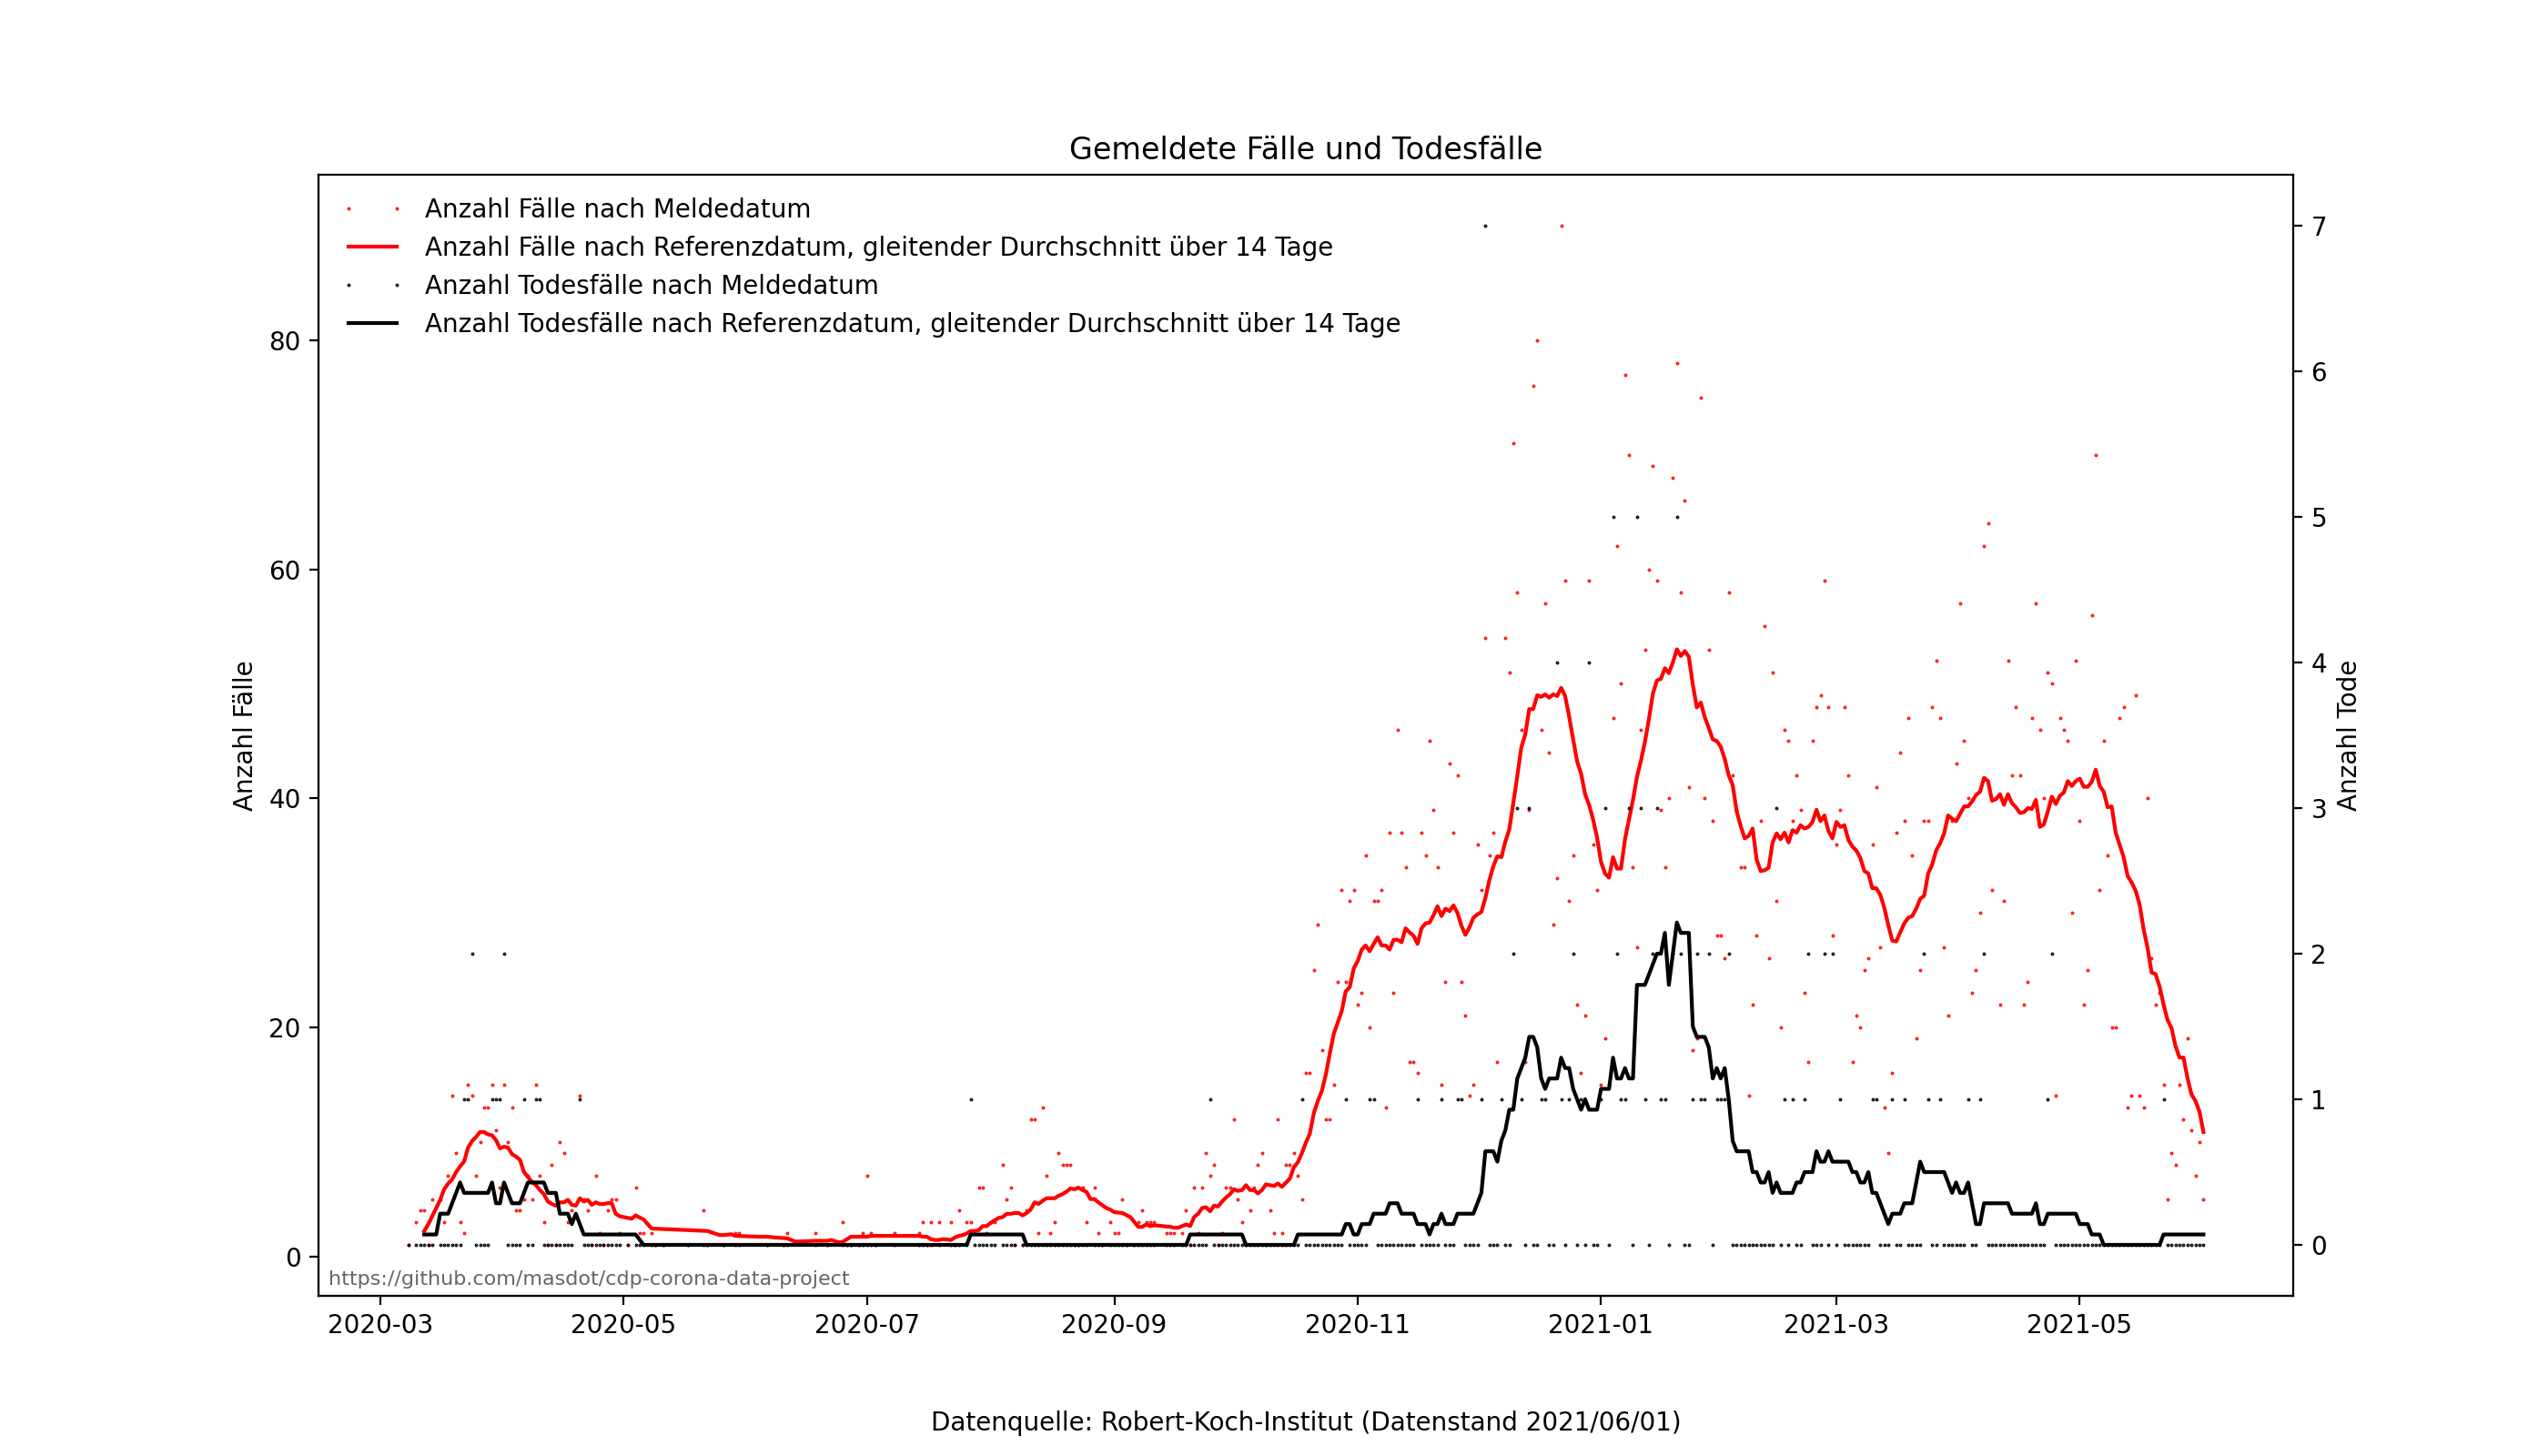 Gemeldete Fälle und Todesfälle
Anzahl Fälle nach Meldedatum
Anzahl Fälle nach Referenzdatum, gleitender Durchschnitt über 14 Tage
Anzahl Todesfälle nach Meldedatum
Anzahl Todesfälle nach Referenzdatum, gleitender Durchschnitt über 14 Tage
Anzahl Fälle
80
60
40
20
0
7
6
5
4
3
2
1
0
Anzahl Tode
https://github.com/masdot/cdp-corona-data-project
2020-03 2020-05 2020-07 2020-09 2020-11 2021-01 2021-03 2021-05
Datenquelle: Robert-Koch-Institut (Datenstand 2021/06/01)